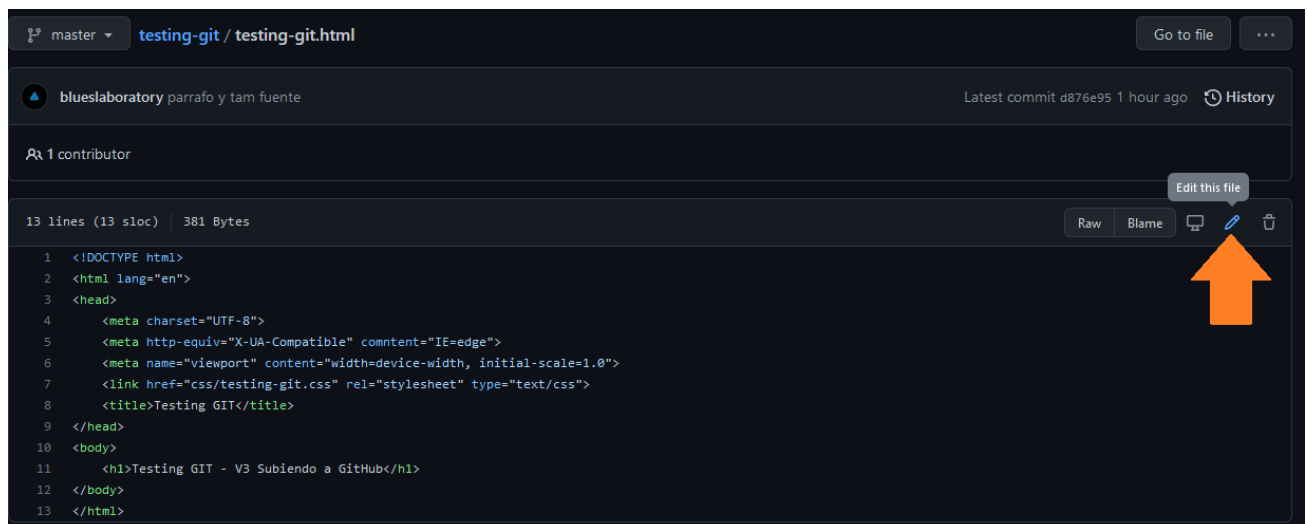 master testing-git / testing-git.html Go to file ...
blueslaboratory parrafo y tam fuente Latest commit d876e95 1 hour ago History
1 contributor
Edit this file
13 lines (13 sloc) 381 Bytes Raw Blame
1 <!DOCTYPE html>
2 <html lang="en">
3 <head>
4 <meta charset="UTF-8">
5 <meta http-equiv="X-UA-Compatible" comntent="IE=edge">
6 <meta name="viewport" content="width=device-width, initial-scale=1.0">
7 <link href="css/testing-git.css" rel="stylesheet" type="text/css">
8 <title>Testing GIT</title>
9 </head>
10 <body>
11 <h1>Testing GIT - V3 Subiendo a GitHub</h1>
12 </body>
13 </html>